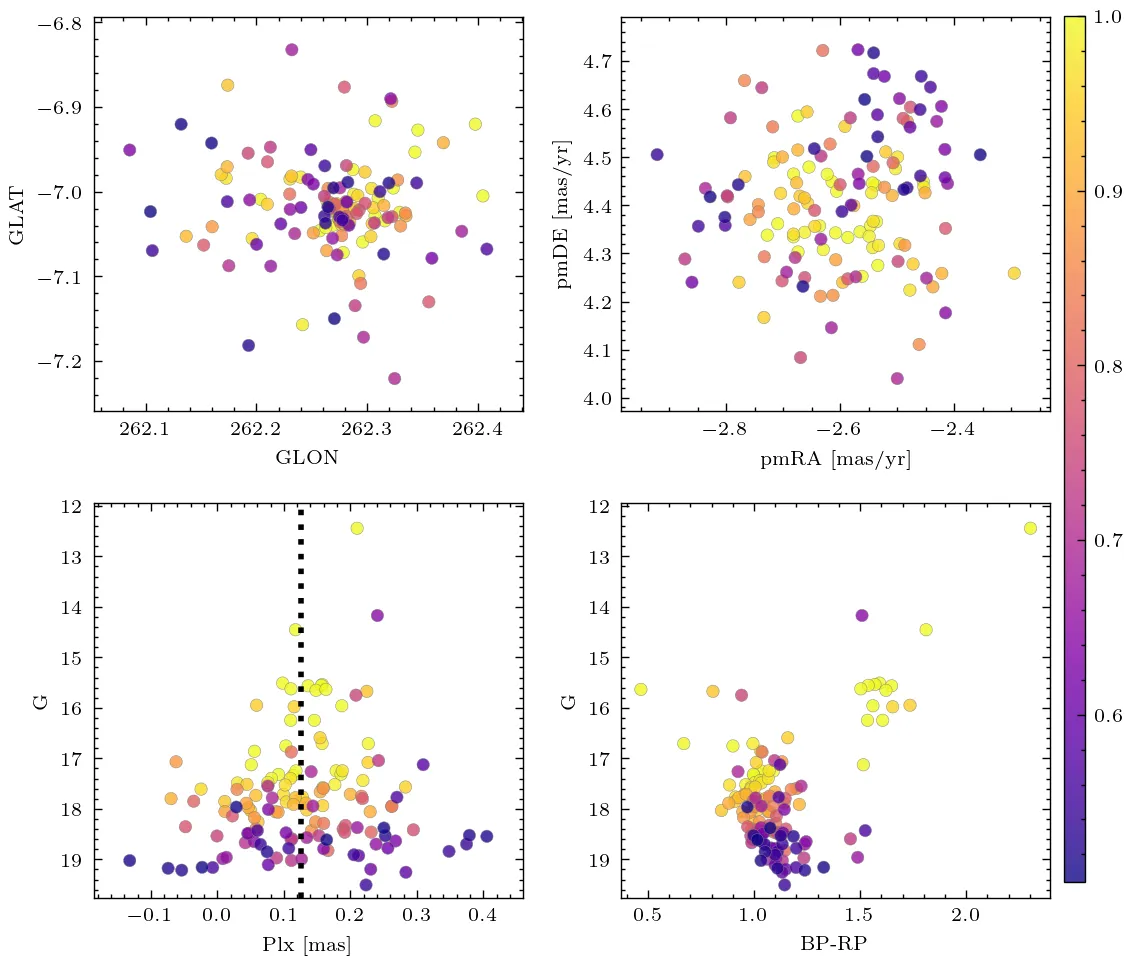 −6.8
−6.9
−7.0
−7.1
−7.2
GLAT
262.1 262.2 262.3 262.4
GLON
4.7
4.6
4.5
4.4
4.3
4.2
4.1
4.0
pmDE [mas/yr]
−2.8 −2.6 −2.4
pmRA [mas/yr]
1.0
0.9
0.8
0.7
0.6
12
13
14
15
16
17
18
19
G
−0.1 0.0 0.1 0.2 0.3 0.4
Plx [mas]
12
13
14
15
16
17
18
19
G
0.5 1.0 1.5 2.0
BP-RP